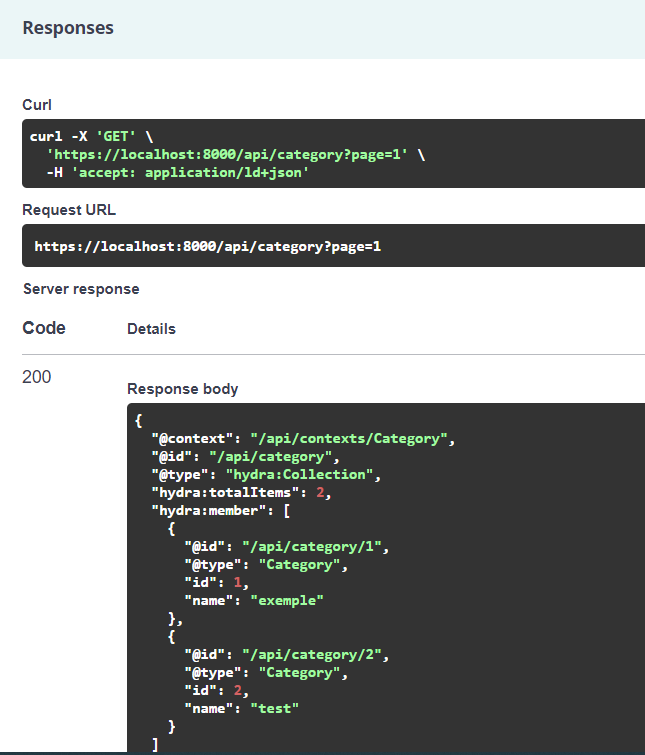 Responses
Curl
curl -X 'GET' \
  'https://localhost:8000/api/category?page=1' \
  -H 'accept: application/ld+json'
Request URL
https://localhost:8000/api/category?page=1
Server response
Code Details
200
Response body
{
  "@context": "/api/contexts/Category",
  "@id": "/api/category",
  "@type": "hydra:Collection",
  "hydra:totalItems": 2,
  "hydra:member": [
    {
      "@id": "/api/category/1",
      "@type": "Category",
      "id": 1,
      "name": "exemple"
    },
    {
      "@id": "/api/category/2",
      "@type": "Category",
      "id": 2,
      "name": "test"
    }
  ]